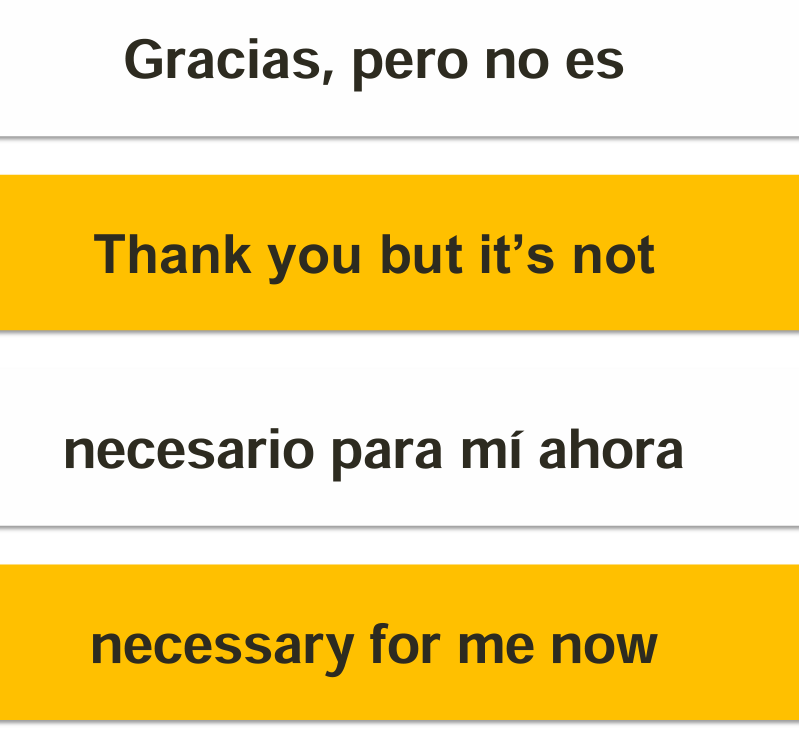 Gracias, pero no es
Thank you but it’s not
necesario para mí ahora
necessary for me now